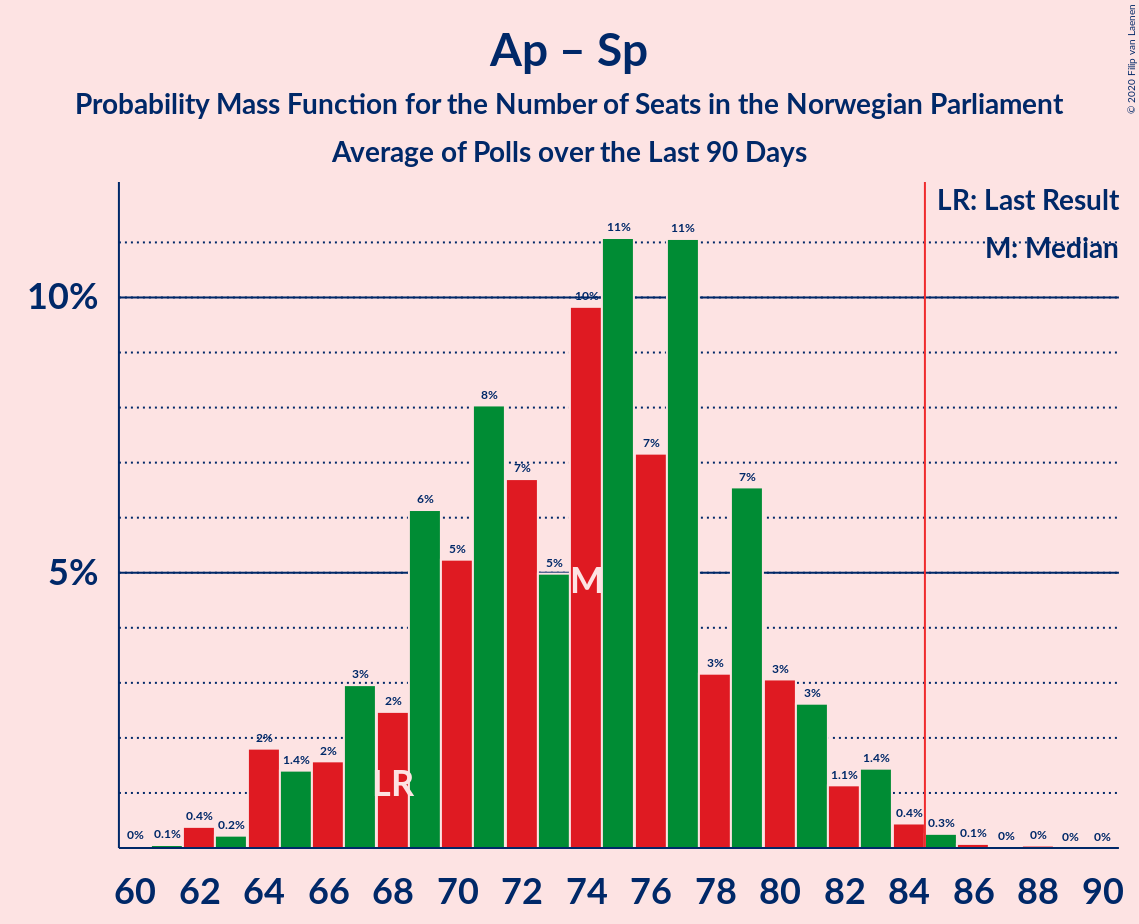 Ap – Sp
Probability Mass Function for the Number of Seats in the Norwegian Parliament
Average of Polls over the Last 90 Days
© 2020 Filip van Laenen
LR: Last Result
M: Median
10%
5%
0% 0.1% 0.4% 0.2% 2% 1.4% 2% 3% 2% 6% 5% 8% 7% 5% 10% 11% 7% 11% 3% 7% 3% 3% 1.1% 1.4% 0.4% 0.3% 0.1% 0% 0% 0% 0%
M
LR
60 62 64 66 68 70 72 74 76 78 80 82 84 86 88 90